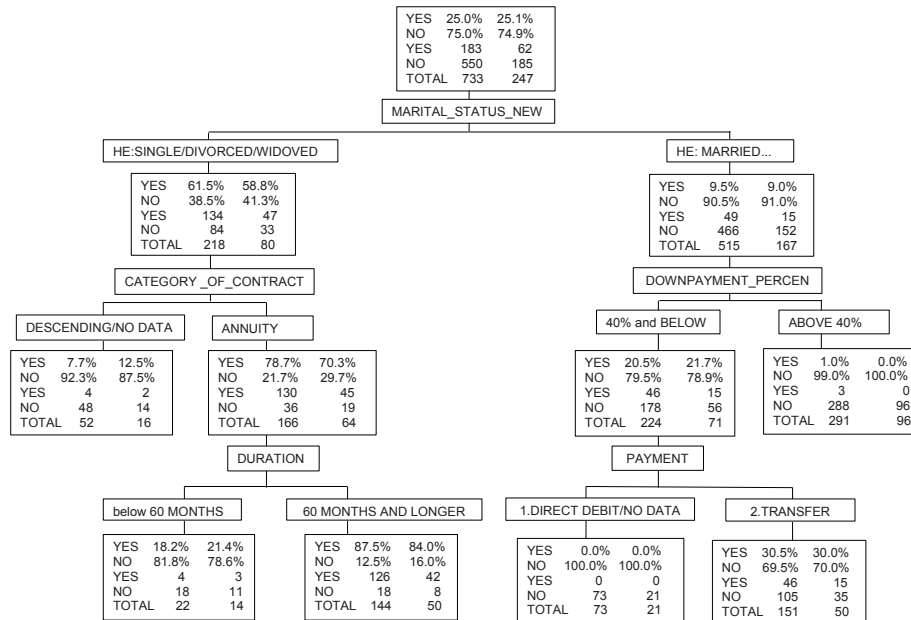 YES 25.0% 25.1%
NO 75.0% 74.9%
YES 183 62
NO 550 185
TOTAL 733 247
MARITAL_STATUS_NEW
HE:SINGLE/DIVORCED/WIDOVED
YES 61.5% 58.8%
NO 38.5% 41.3%
YES 134 47
NO 84 33
TOTAL 218 80
HE: MARRIED...
YES 9.5% 9.0%
NO 90.5% 91.0%
YES 49 15
NO 466 152
TOTAL 515 167
CATEGORY _OF_CONTRACT
DOWNPAYMENT_PERCEN
DESCENDING/NO DATA
YES 7.7% 12.5%
NO 92.3% 87.5%
YES 4 2
NO 48 14
TOTAL 52 16
ANNUITY
YES 78.7% 70.3%
NO 21.7% 29.7%
YES 130 45
NO 36 19
TOTAL 166 64
40% and BELOW
YES 20.5% 21.7%
NO 79.5% 78.9%
YES 46 15
NO 178 56
TOTAL 224 71
ABOVE 40%
YES 1.0% 0.0%
NO 99.0% 100.0%
YES 3 0
NO 288 96
TOTAL 291 96
DURATION
PAYMENT
below 60 MONTHS
YES 18.2% 21.4%
NO 81.8% 78.6%
YES 4 3
NO 18 11
TOTAL 22 14
60 MONTHS AND LONGER
YES 87.5% 84.0%
NO 12.5% 16.0%
YES 126 42
NO 18 8
TOTAL 144 50
1.DIRECT DEBIT/NO DATA
YES 0.0% 0.0%
NO 100.0% 100.0%
YES 0 0
NO 73 21
TOTAL 73 21
2.TRANSFER
YES 30.5% 30.0%
NO 69.5% 70.0%
YES 46 15
NO 105 35
TOTAL 151 50